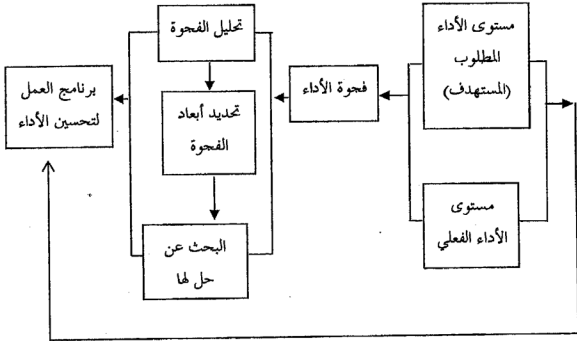 مستوى الأداء
المطلوب
(المستهدف)
مستوى
الأداء الفعلي
فجوة الأداء
تحليل الفجوة
تحديد أبعاد
الفجوة
البحث عن
حل لها
برنامج العمل
لتحسين الأداء